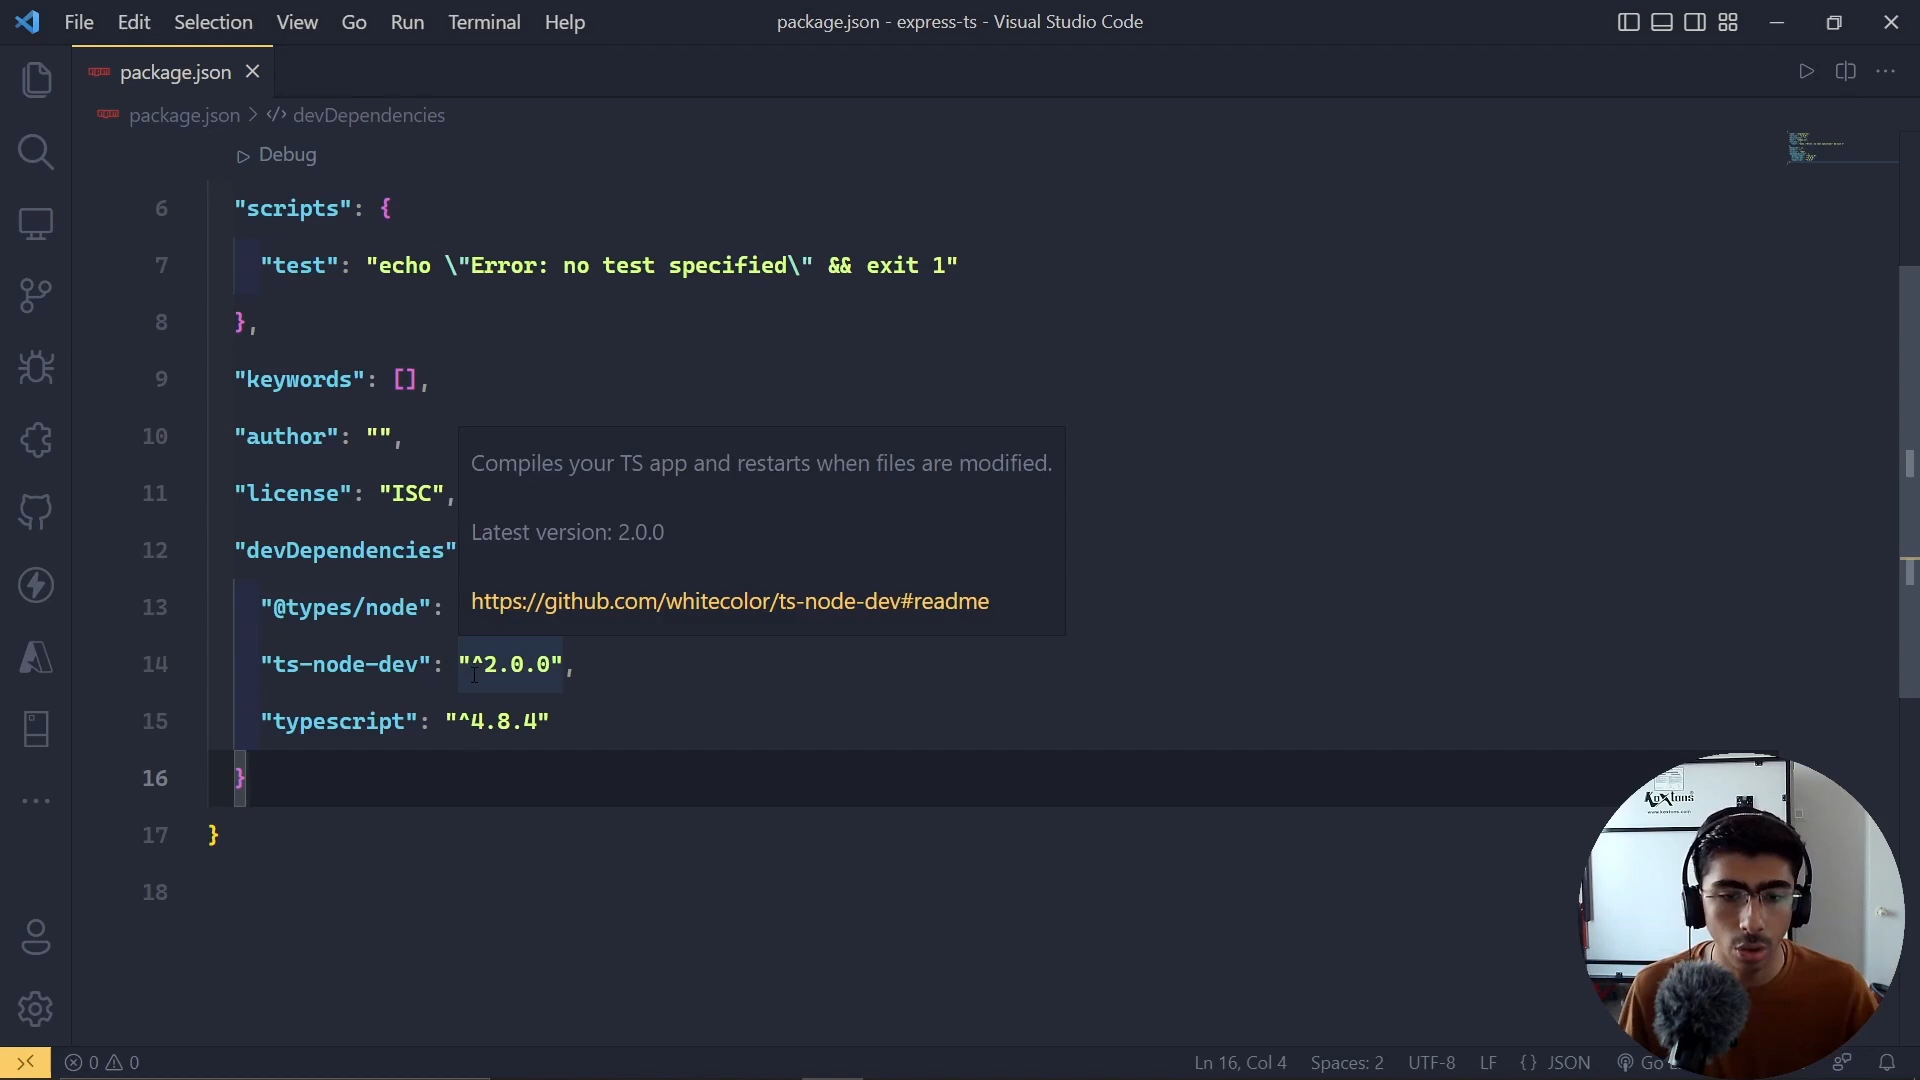 File Edit Selection View Go Run Terminal Help
package.json - express-ts - Visual Studio Code
package.json
package.json > devDependencies
Debug
6 "scripts": {
7 "test": "echo \"Error: no test specified\" && exit 1"
8 },
9 "keywords": [],
10 "author": "",
11 "license": "ISC",
12 "devDependencies"
13 "@types/node":
14 "ts-node-dev": "^2.0.0",
15 "typescript": "^4.8.4"
16 }
17 }
18
Compiles your TS app and restarts when files are modified.
Latest version: 2.0.0
https://github.com/whitecolor/ts-node-dev#readme
0 0
Ln 16, Col 4 Spaces: 2 UTF-8 LF {} JSON Go